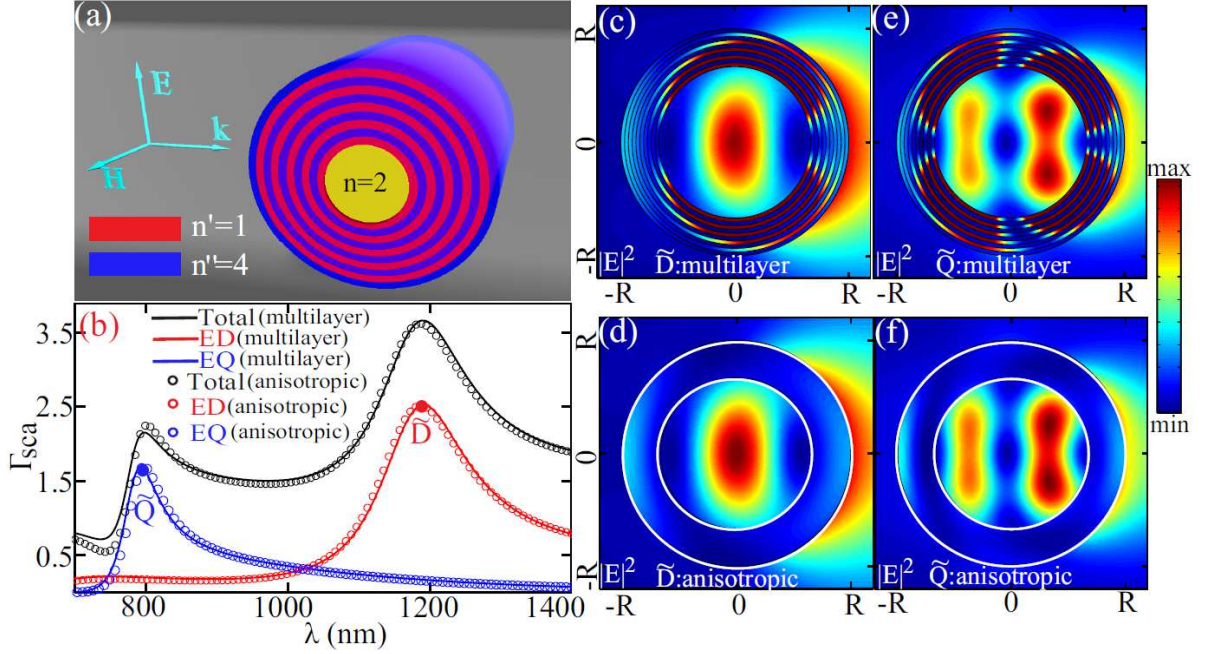 (a)
E
k
H
n=2
n'=1
n''=4
(b)
Total (multilayer)
ED (multilayer)
EQ (multilayer)
Total (anisotropic)
ED (anisotropic)
EQ (anisotropic)
3.5
2.5
1.5
0.5
Γsca
Q̃
D̃
800 1000 1200 1400
λ (nm)
(c)
R
0
-R
|E|² D̃:multilayer
-R 0 R
(e)
|E|² Q̃:multilayer
-R 0 R
(d)
R
0
-R
|E|² D̃:anisotropic
-R 0 R
(f)
|E|² Q̃:anisotropic
-R 0 R
max
min